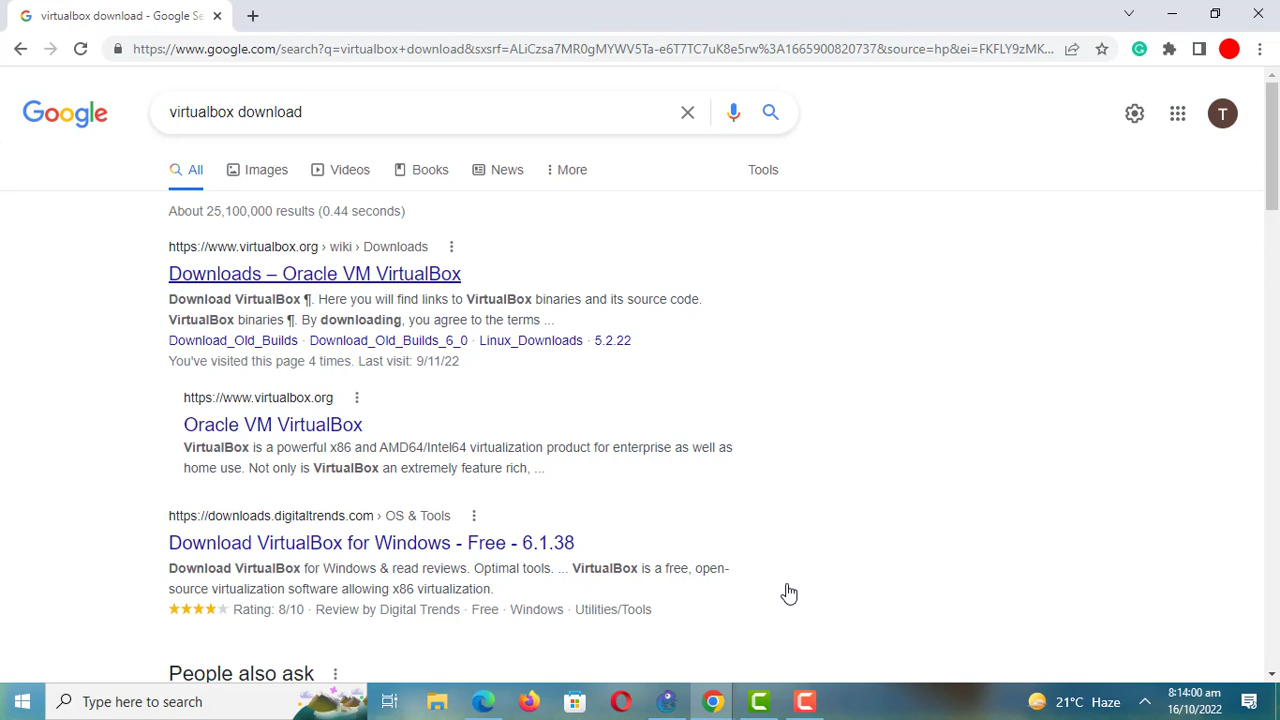 virtualbox download - Google Se
https://www.google.com/search?q=virtualbox+download&sxsrf=ALiCzsa7MR0gMYWV5Ta-e6T7TC7uK8e5rw%3A1665900820737&source=hp&ei=FKFLY9zMK...
Google
virtualbox download
T
All
Images
Videos
Books
News
More
Tools
About 25,100,000 results (0.44 seconds)
https://www.virtualbox.org › wiki › Downloads
Downloads – Oracle VM VirtualBox
Download VirtualBox ¶. Here you will find links to VirtualBox binaries and its source code.
VirtualBox binaries ¶. By downloading, you agree to the terms ...
Download_Old_Builds · Download_Old_Builds_6_0 · Linux_Downloads · 5.2.22
You've visited this page 4 times. Last visit: 9/11/22
https://www.virtualbox.org
Oracle VM VirtualBox
VirtualBox is a powerful x86 and AMD64/Intel64 virtualization product for enterprise as well as
home use. Not only is VirtualBox an extremely feature rich, ...
https://downloads.digitaltrends.com › OS & Tools
Download VirtualBox for Windows - Free - 6.1.38
Download VirtualBox for Windows & read reviews. Optimal tools. ... VirtualBox is a free, open-
source virtualization software allowing x86 virtualization.
Rating: 8/10 · Review by Digital Trends · Free · Windows · Utilities/Tools
People also ask
Type here to search
21°C Haze
8:14:00 am
16/10/2022